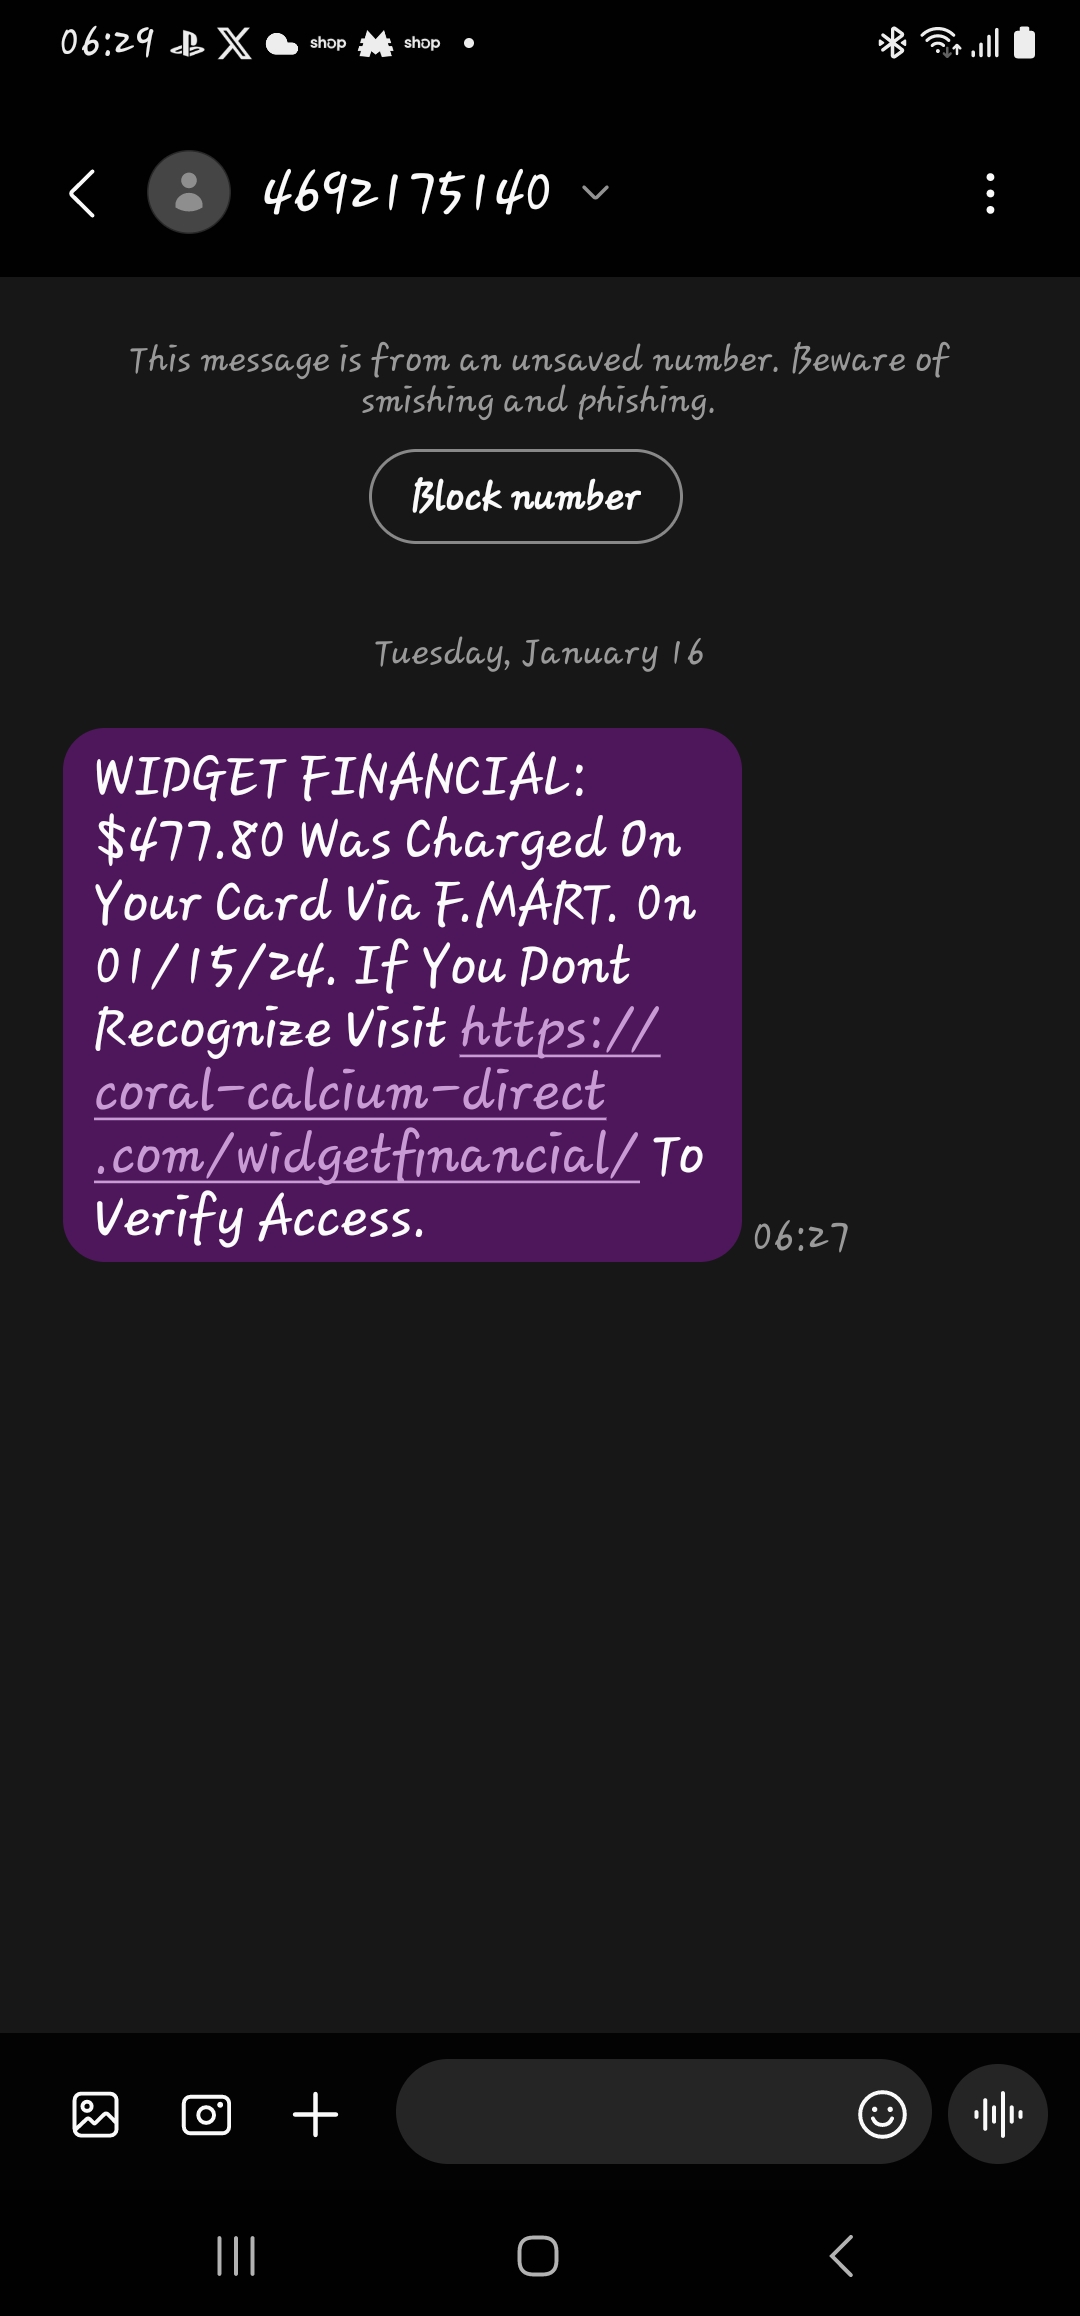 06:29 shop shop
4692175140
This message is from an unsaved number. Beware of
smishing and phishing.
Block number
Tuesday, January 16
WIDGET FINANCIAL:
$477.80 Was Charged On
Your Card Via F.MART. On
01/15/24. If You Dont
Recognize Visit https://
coral-calcium-direct
.com/widgetfinancial/ To
Verify Access.
06:27